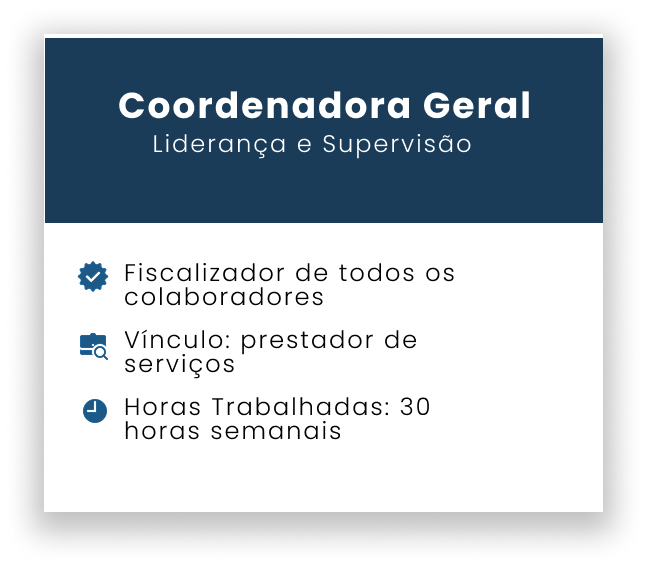 Coordenadora Geral
Liderança e Supervisão
Fiscalizador de todos os
colaboradores
Vínculo: prestador de
serviços
Horas Trabalhadas: 30
horas semanais